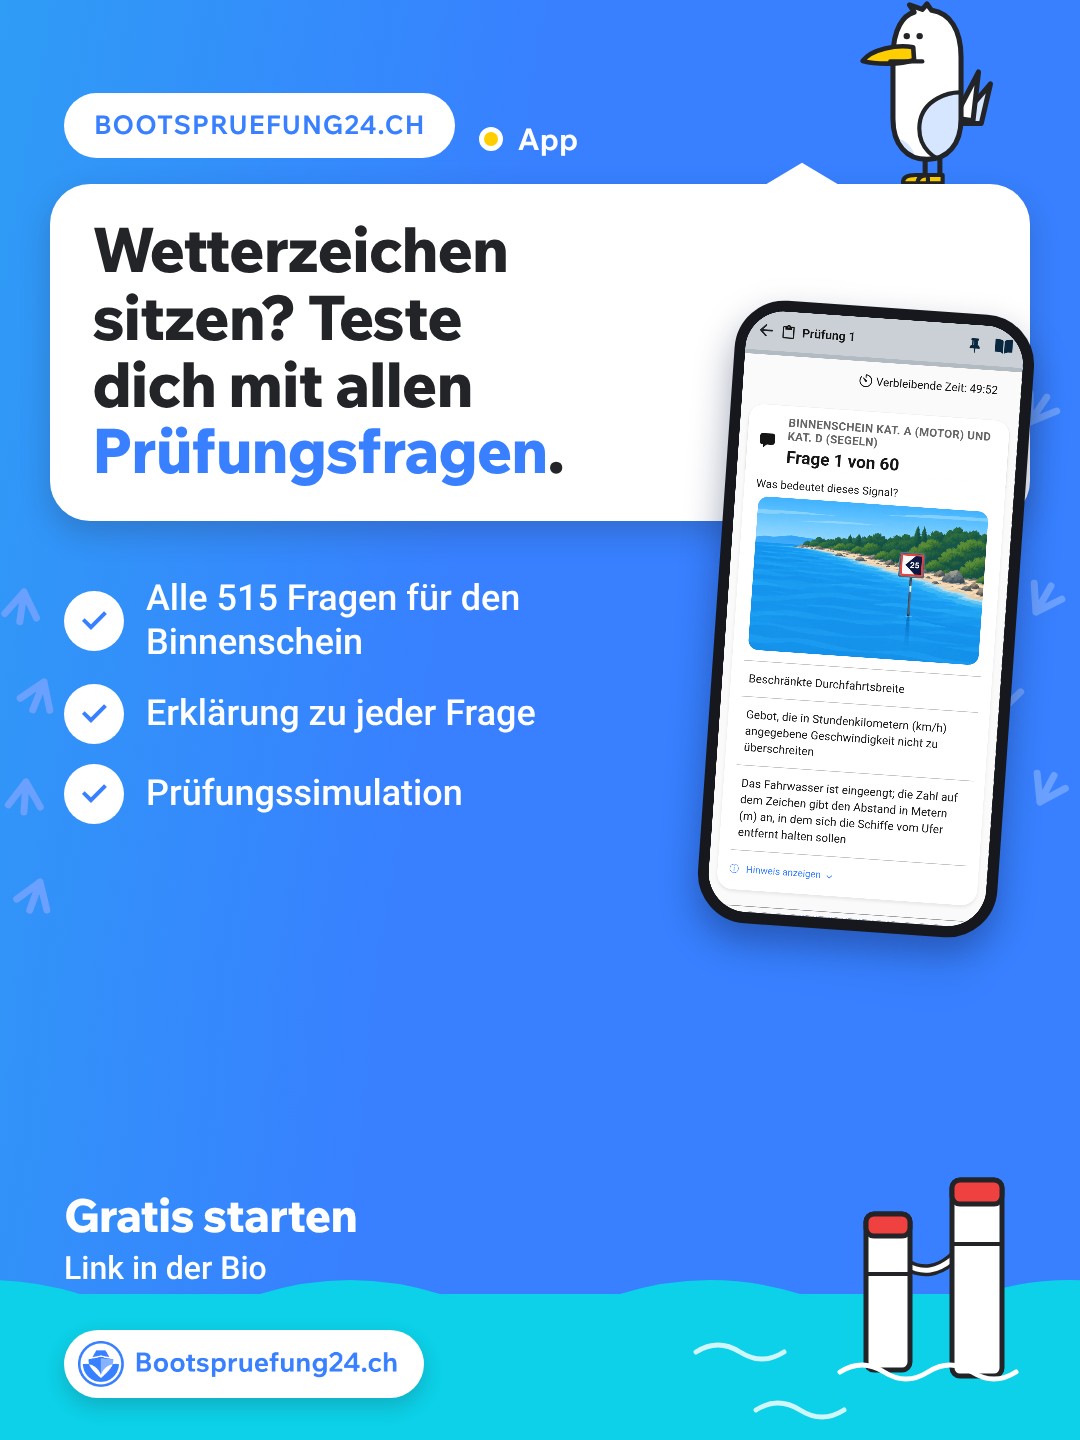 BOOTSPRUEFUNG24.CH
App
Wetterzeichen
sitzen? Teste
dich mit allen
Prüfungsfragen.
Prüfung 1
Verbleibende Zeit: 49:52
BINNENSCHEIN KAT. A (MOTOR) UND
KAT. D (SEGELN)
Frage 1 von 60
Was bedeutet dieses Signal?
25
Beschränkte Durchfahrtsbreite
Gebot, die in Stundenkilometern (km/h)
angegebene Geschwindigkeit nicht zu
überschreiten
Das Fahrwasser ist eingeengt; die Zahl auf
dem Zeichen gibt den Abstand in Metern
(m) an, in dem sich die Schiffe vom Ufer
entfernt halten sollen
Hinweis anzeigen
Alle 515 Fragen für den
Binnenschein
Erklärung zu jeder Frage
Prüfungssimulation
Gratis starten
Link in der Bio
Bootspruefung24.ch